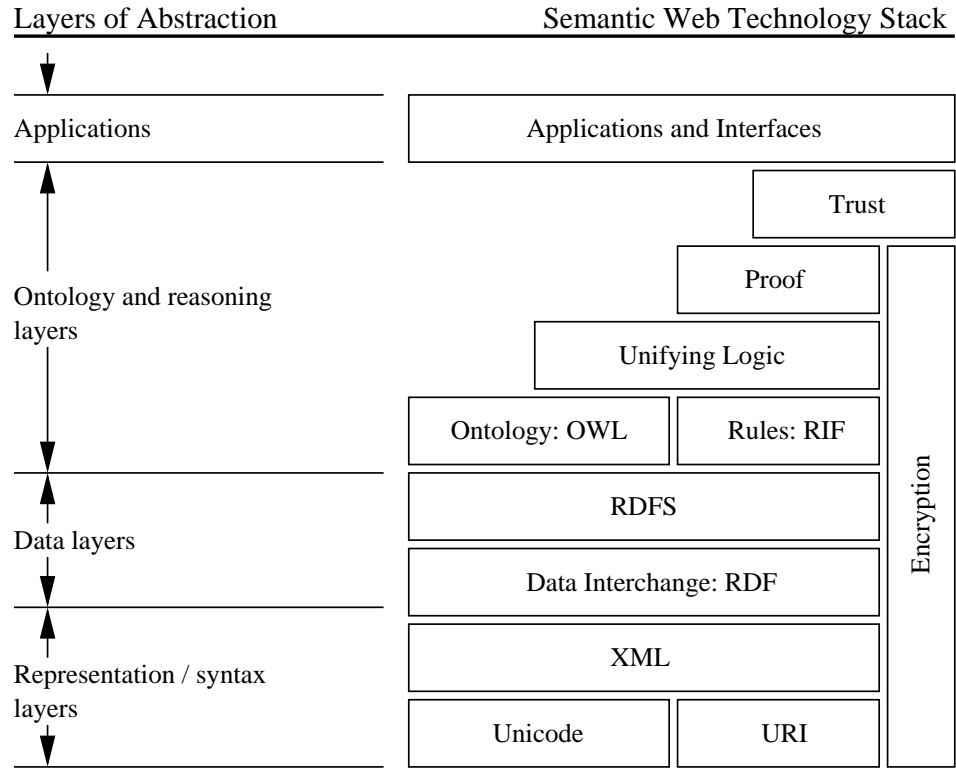 Layers of Abstraction
Semantic Web Technology Stack
Applications
Applications and Interfaces
Trust
Proof
Ontology and reasoning
layers
Unifying Logic
Ontology: OWL
Rules: RIF
RDFS
Encryption
Data layers
Data Interchange: RDF
XML
Representation / syntax
layers
Unicode
URI